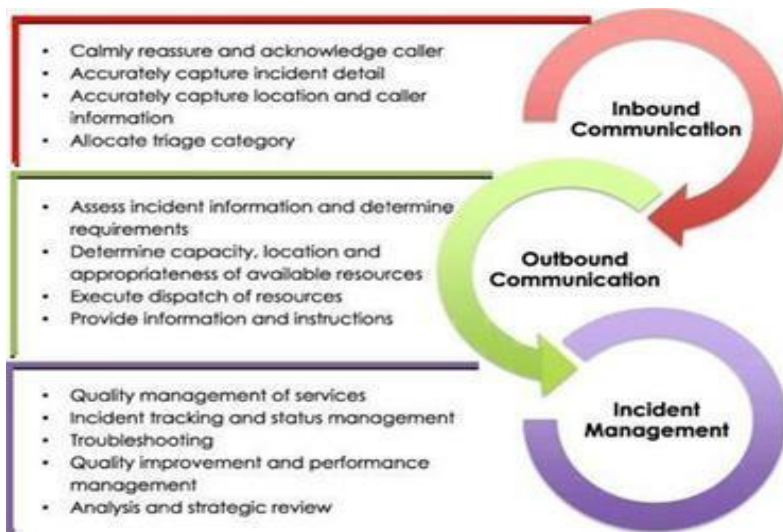 • Calmly reassure and acknowledge caller
• Accurately capture incident detail
• Accurately capture location and caller
information
• Allocate triage category
Inbound
Communication
• Assess incident information and determine
requirements
• Determine capacity, location and
appropriateness of available resources
• Execute dispatch of resources
• Provide information and instructions
Outbound
Communication
• Quality management of services
• Incident tracking and status management
• Troubleshooting
• Quality improvement and performance
management
• Analysis and strategic review
Incident
Management